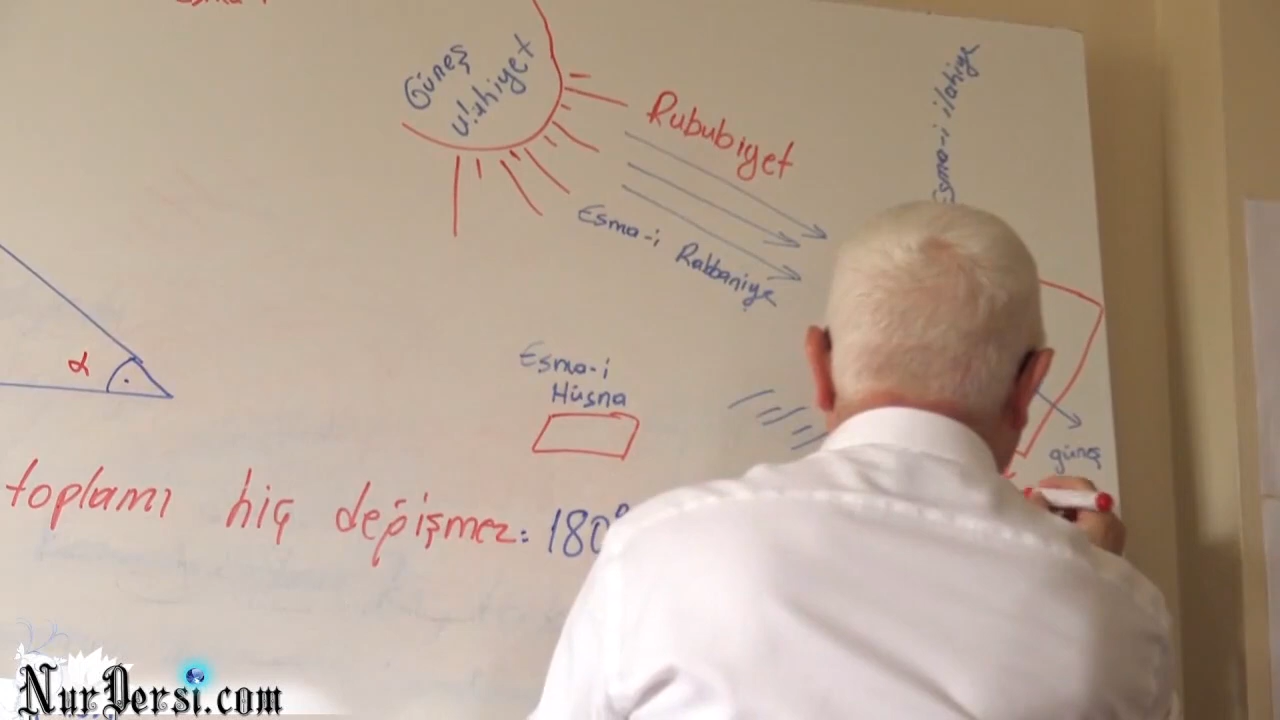 Güneş
Uluhiyet
Rububiyet
Esma-i ilahiye
Esma-i Rabbaniye
Esma-i
Hüsna
α
güneş
toplamı hiç değişmez: 180°
NurDersi.com